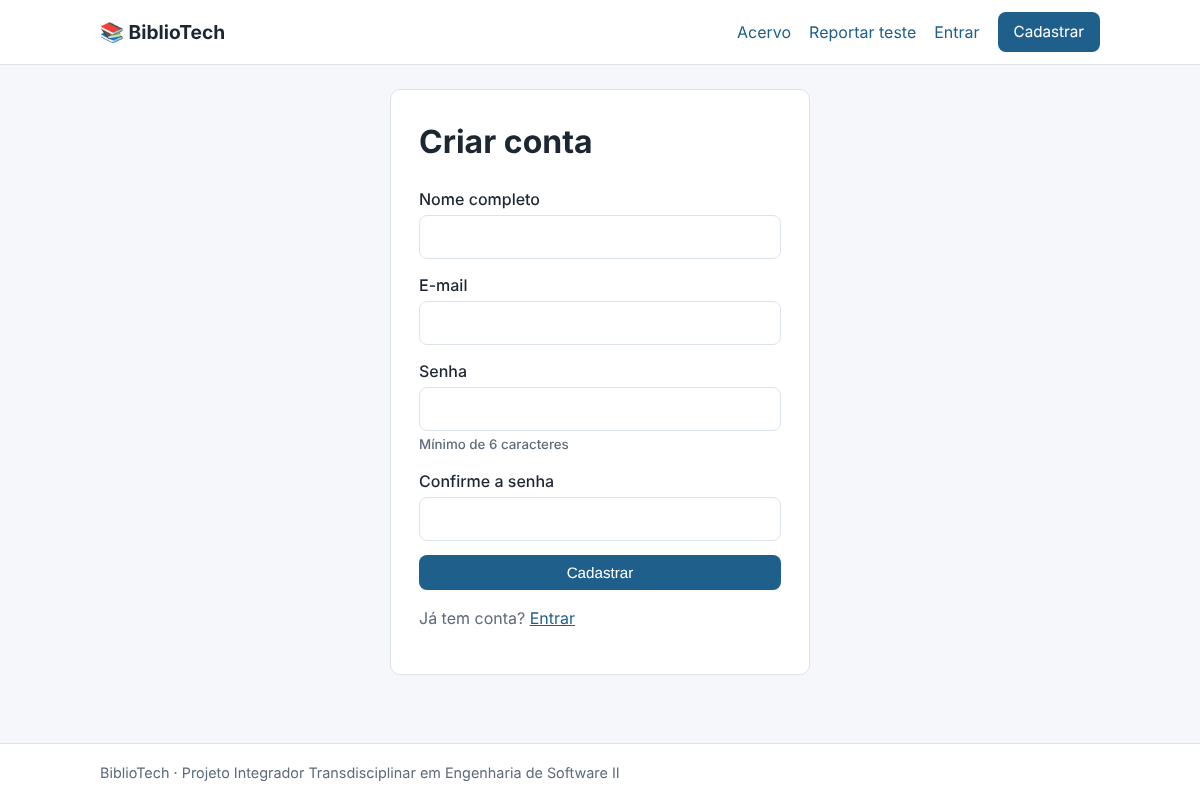 📚 BiblioTech
Acervo Reportar teste Entrar Cadastrar
Criar conta
Nome completo
E-mail
Senha
Mínimo de 6 caracteres
Confirme a senha
Cadastrar
Já tem conta? Entrar
BiblioTech · Projeto Integrador Transdisciplinar em Engenharia de Software II